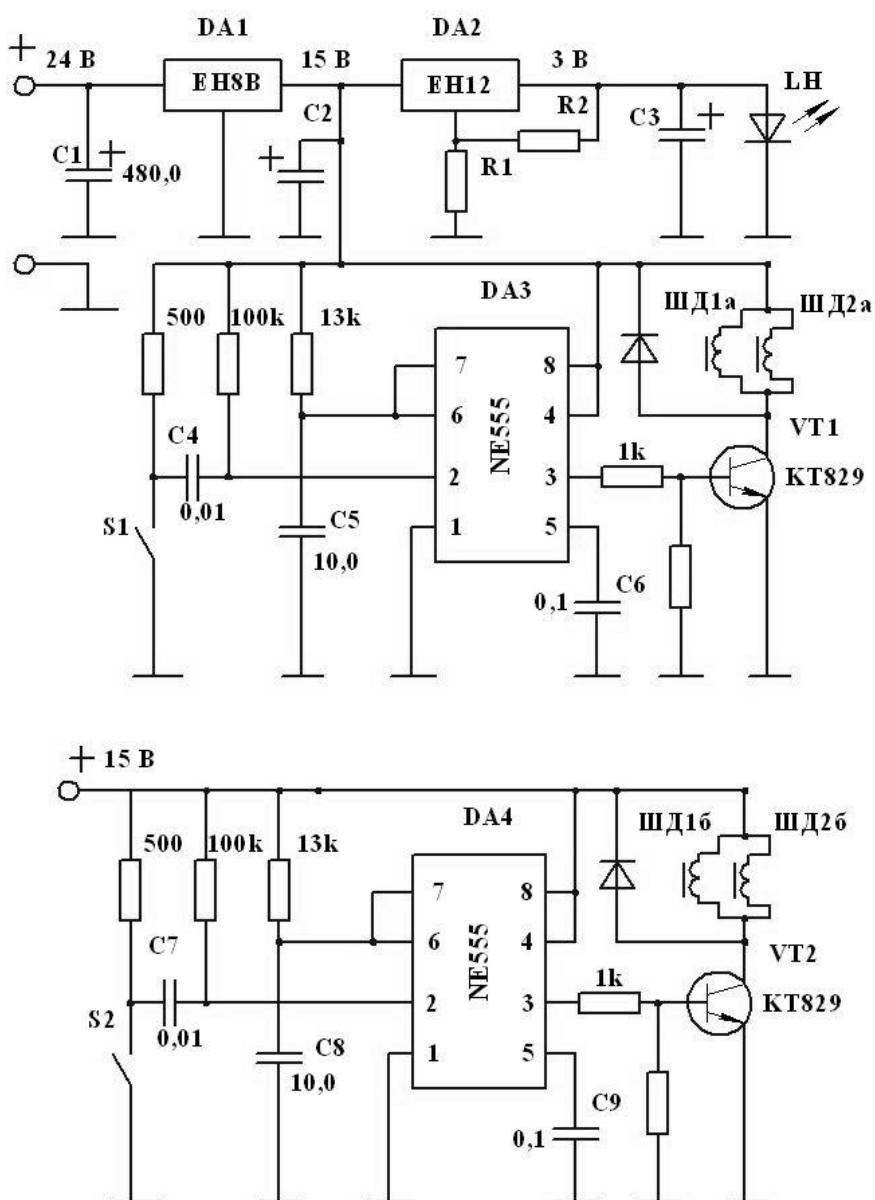 DA1 DA2
+ 24 В 15 В 3 В
ЕН8В ЕН12 LH
C2 R2 C3 +
C1 + 480,0 + R1
DA3
500 100k 13k ШД1а ШД2а
7 8
6 4
NE555
C4 VT1
1k
2 3 КТ829
0,01
S1 C5 1 5
10,0 C6
0,1
+ 15 В
DA4
500 100k 13k ШД1б ШД2б
7 8
6 4
NE555
C7 VT2
1k
2 3 КТ829
S2 0,01
C8 1 5
10,0 C9
0,1